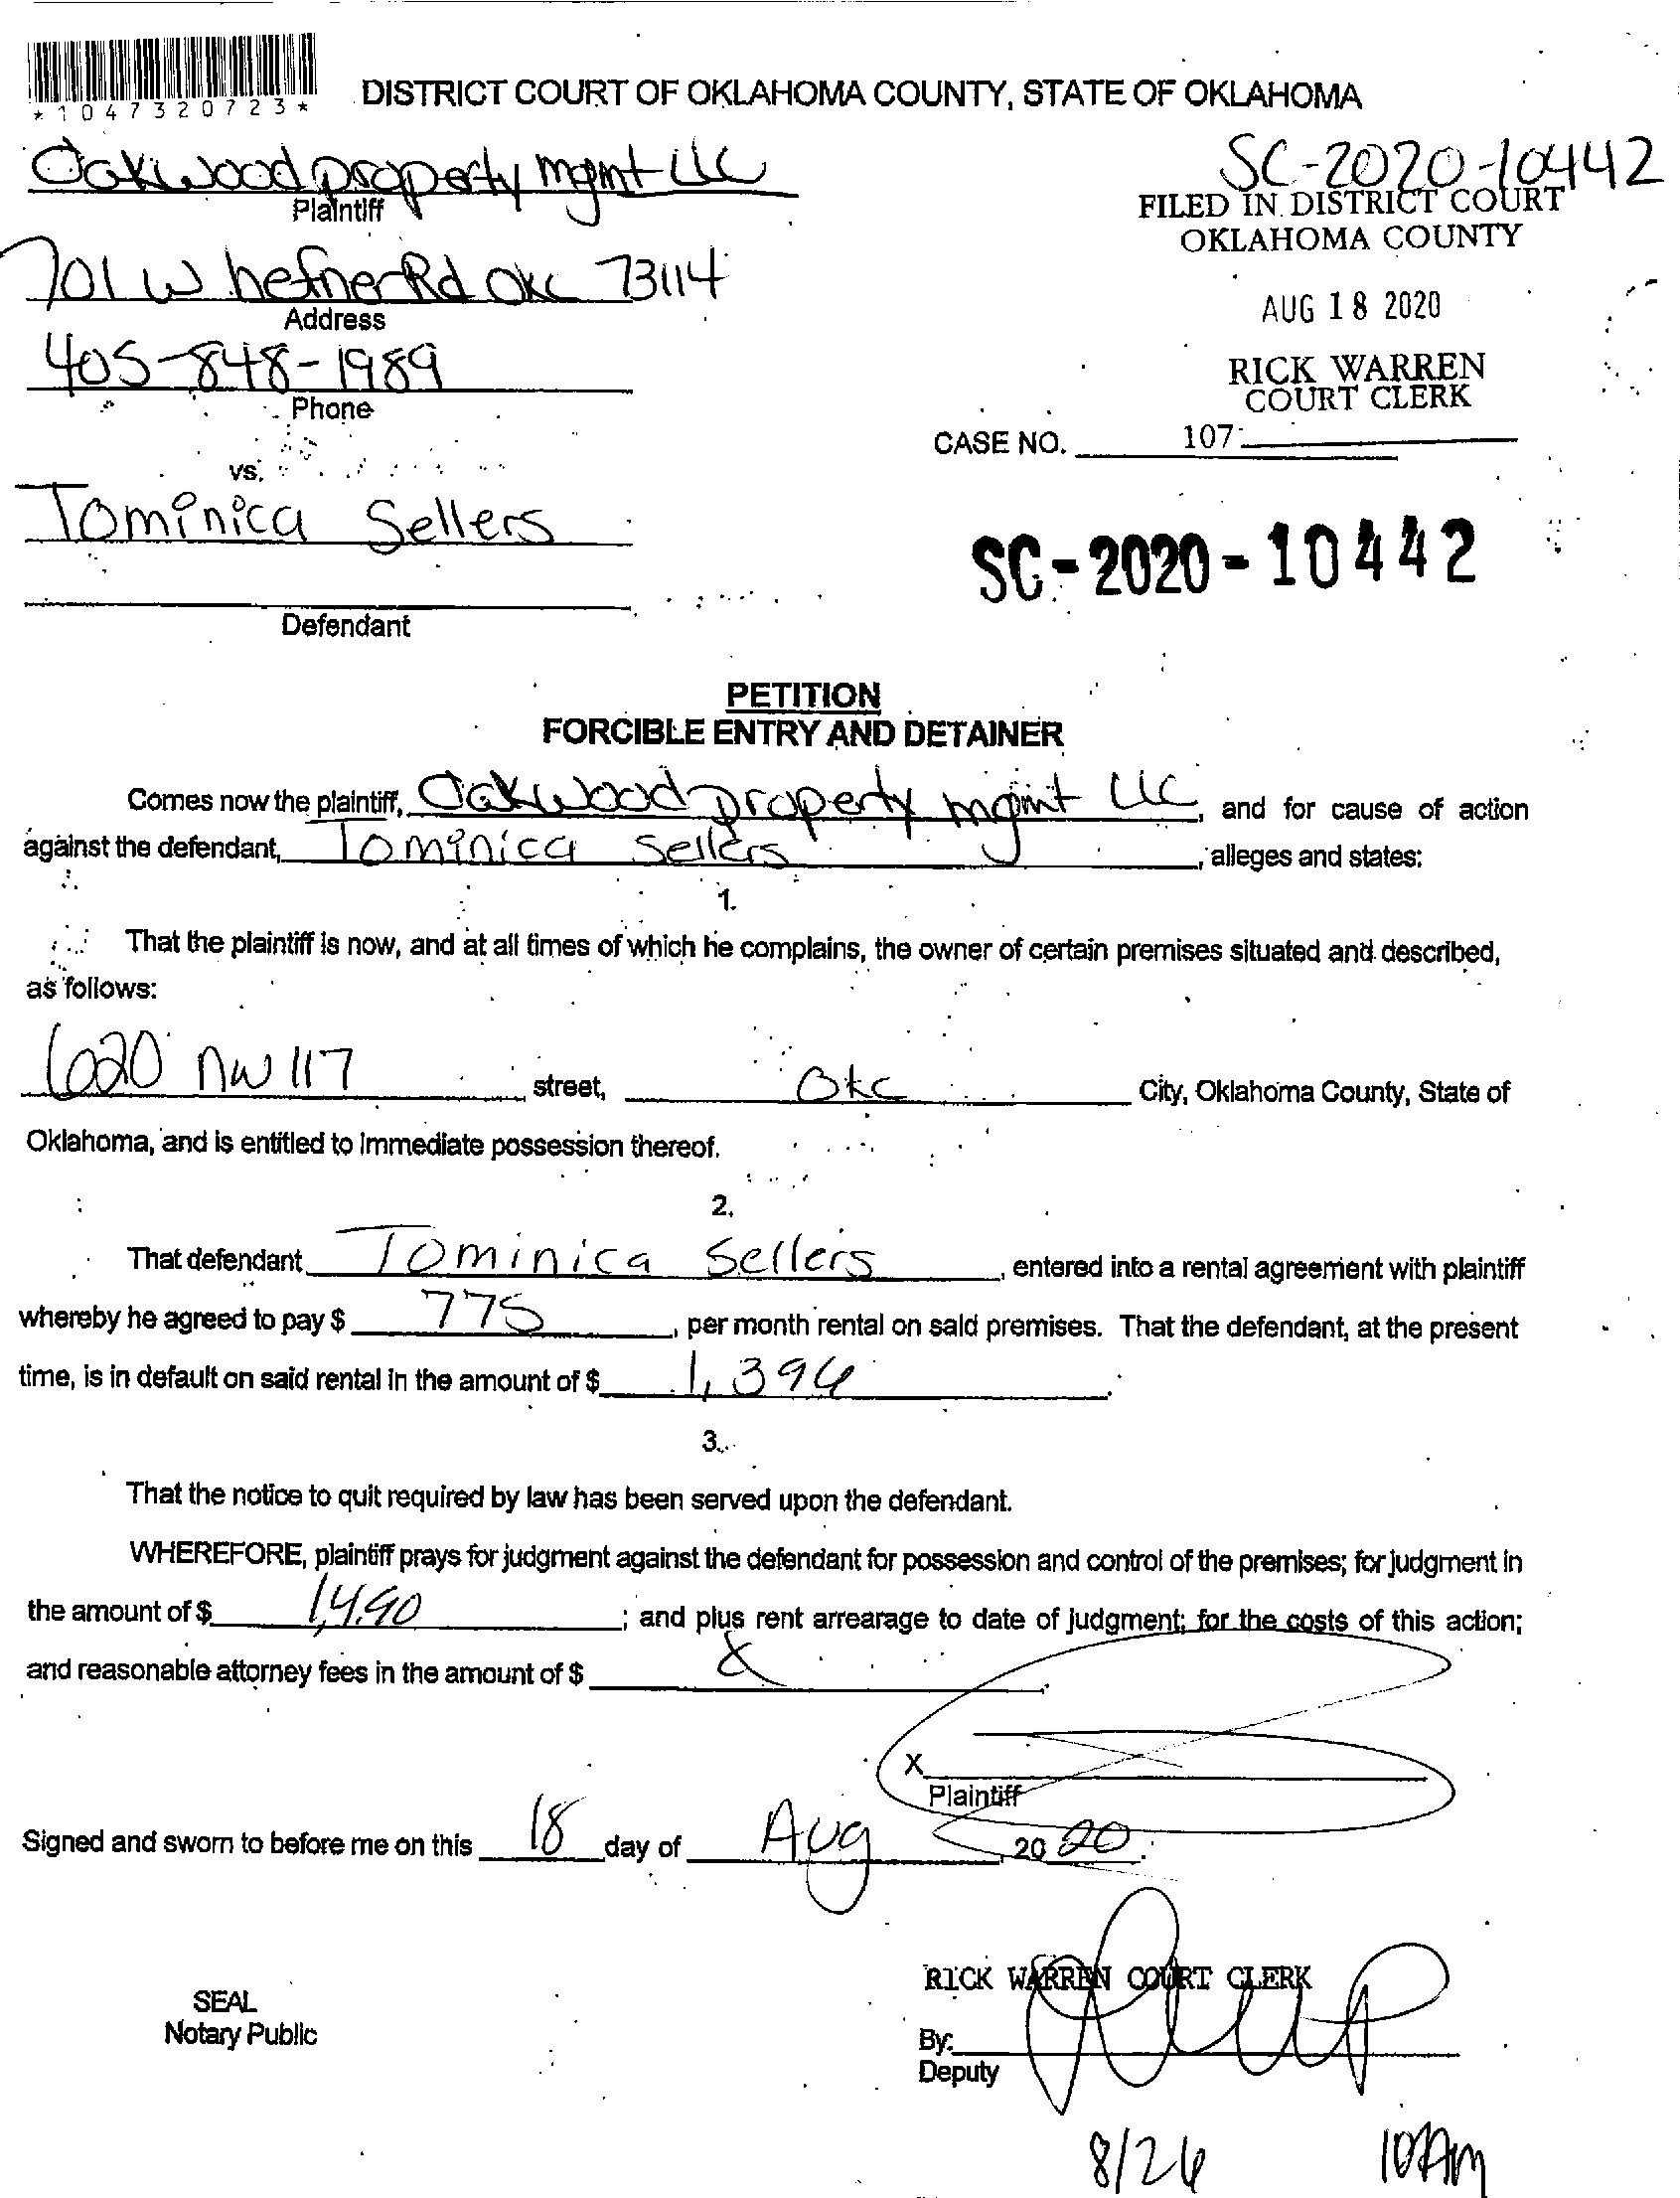 *1047320723*
DISTRICT COURT OF OKLAHOMA COUNTY, STATE OF OKLAHOMA
Oakwood property mgmt LLC
Plaintiff
SC-2020-10442
FILED IN DISTRICT COURT
OKLAHOMA COUNTY
701 W hefner Rd OKC 73114
Address
AUG 18 2020
405-848-1989
Phone
RICK WARREN
COURT CLERK
CASE NO. 107
vs.
Tominica Sellers
SC-2020-10442
Defendant
PETITION
FORCIBLE ENTRY AND DETAINER
Comes now the plaintiff, Oakwood property mgmt LLC, and for cause of action
against the defendant, Tominica Sellers, alleges and states:
1.
That the plaintiff is now, and at all times of which he complains, the owner of certain premises situated and described,
as follows:
620 NW 117 street, OKC City, Oklahoma County, State of
Oklahoma, and is entitled to immediate possession thereof.
2.
That defendant Tominica Sellers, entered into a rental agreement with plaintiff
whereby he agreed to pay $ 775, per month rental on said premises. That the defendant, at the present
time, is in default on said rental in the amount of $ 1,396.
3.
That the notice to quit required by law has been served upon the defendant.
WHEREFORE, plaintiff prays for judgment against the defendant for possession and control of the premises; for judgment in
the amount of $ 1,490; and plus rent arrearage to date of judgment; for the costs of this action;
and reasonable attorney fees in the amount of $
X
Plaintiff
Signed and sworn to before me on this 18 day of Aug, 2020.
RICK WARREN COURT CLERK
SEAL
Notary Public
By:
Deputy
8/26 10AM